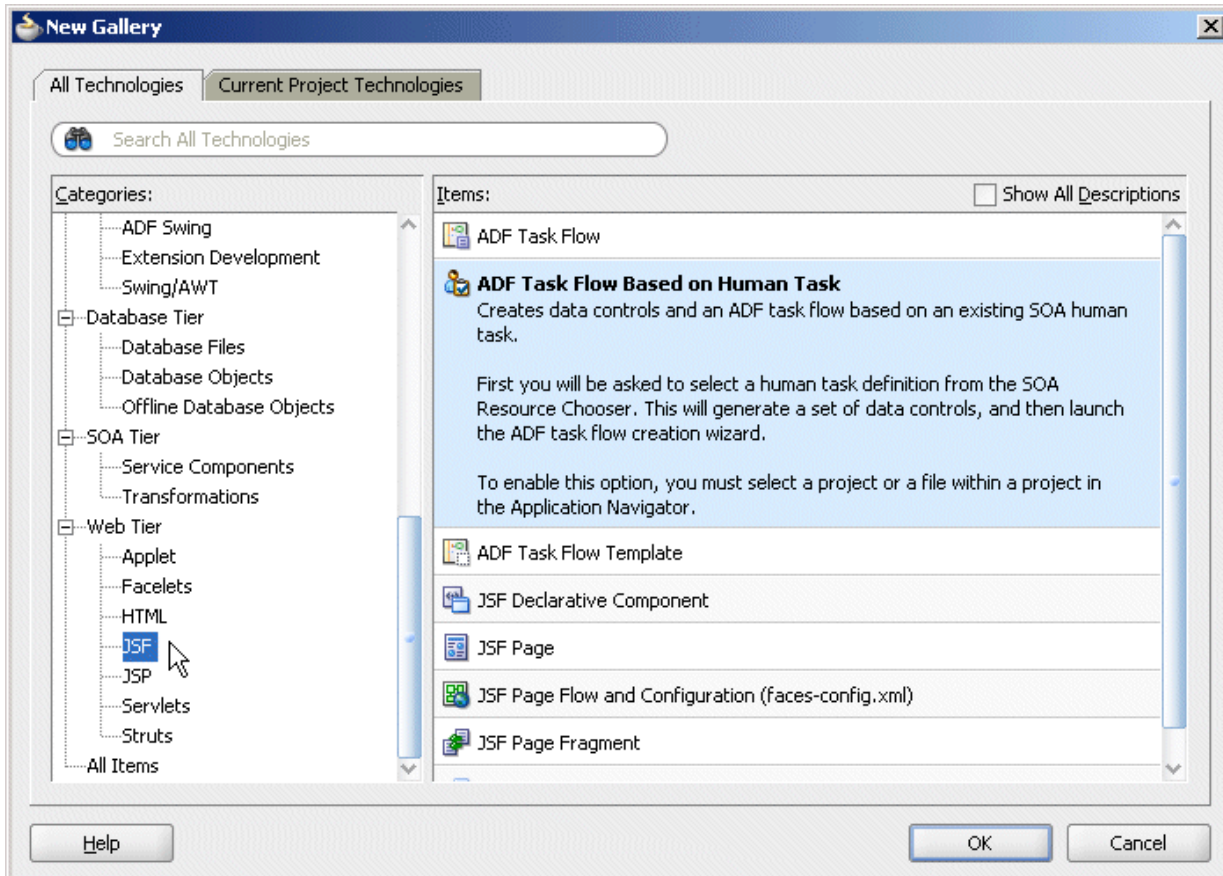 New Gallery
All Technologies
Current Project Technologies
Search All Technologies
Categories:
ADF Swing
Extension Development
Swing/AWT
Database Tier
Database Files
Database Objects
Offline Database Objects
SOA Tier
Service Components
Transformations
Web Tier
Applet
Facelets
HTML
JSF
JSP
Servlets
Struts
All Items
Items:
Show All Descriptions
ADF Task Flow
ADF Task Flow Based on Human Task
Creates data controls and an ADF task flow based on an existing SOA human
task.
First you will be asked to select a human task definition from the SOA
Resource Chooser. This will generate a set of data controls, and then launch
the ADF task flow creation wizard.
To enable this option, you must select a project or a file within a project in
the Application Navigator.
ADF Task Flow Template
JSF Declarative Component
JSF Page
JSF Page Flow and Configuration (faces-config.xml)
JSF Page Fragment
Help
OK
Cancel